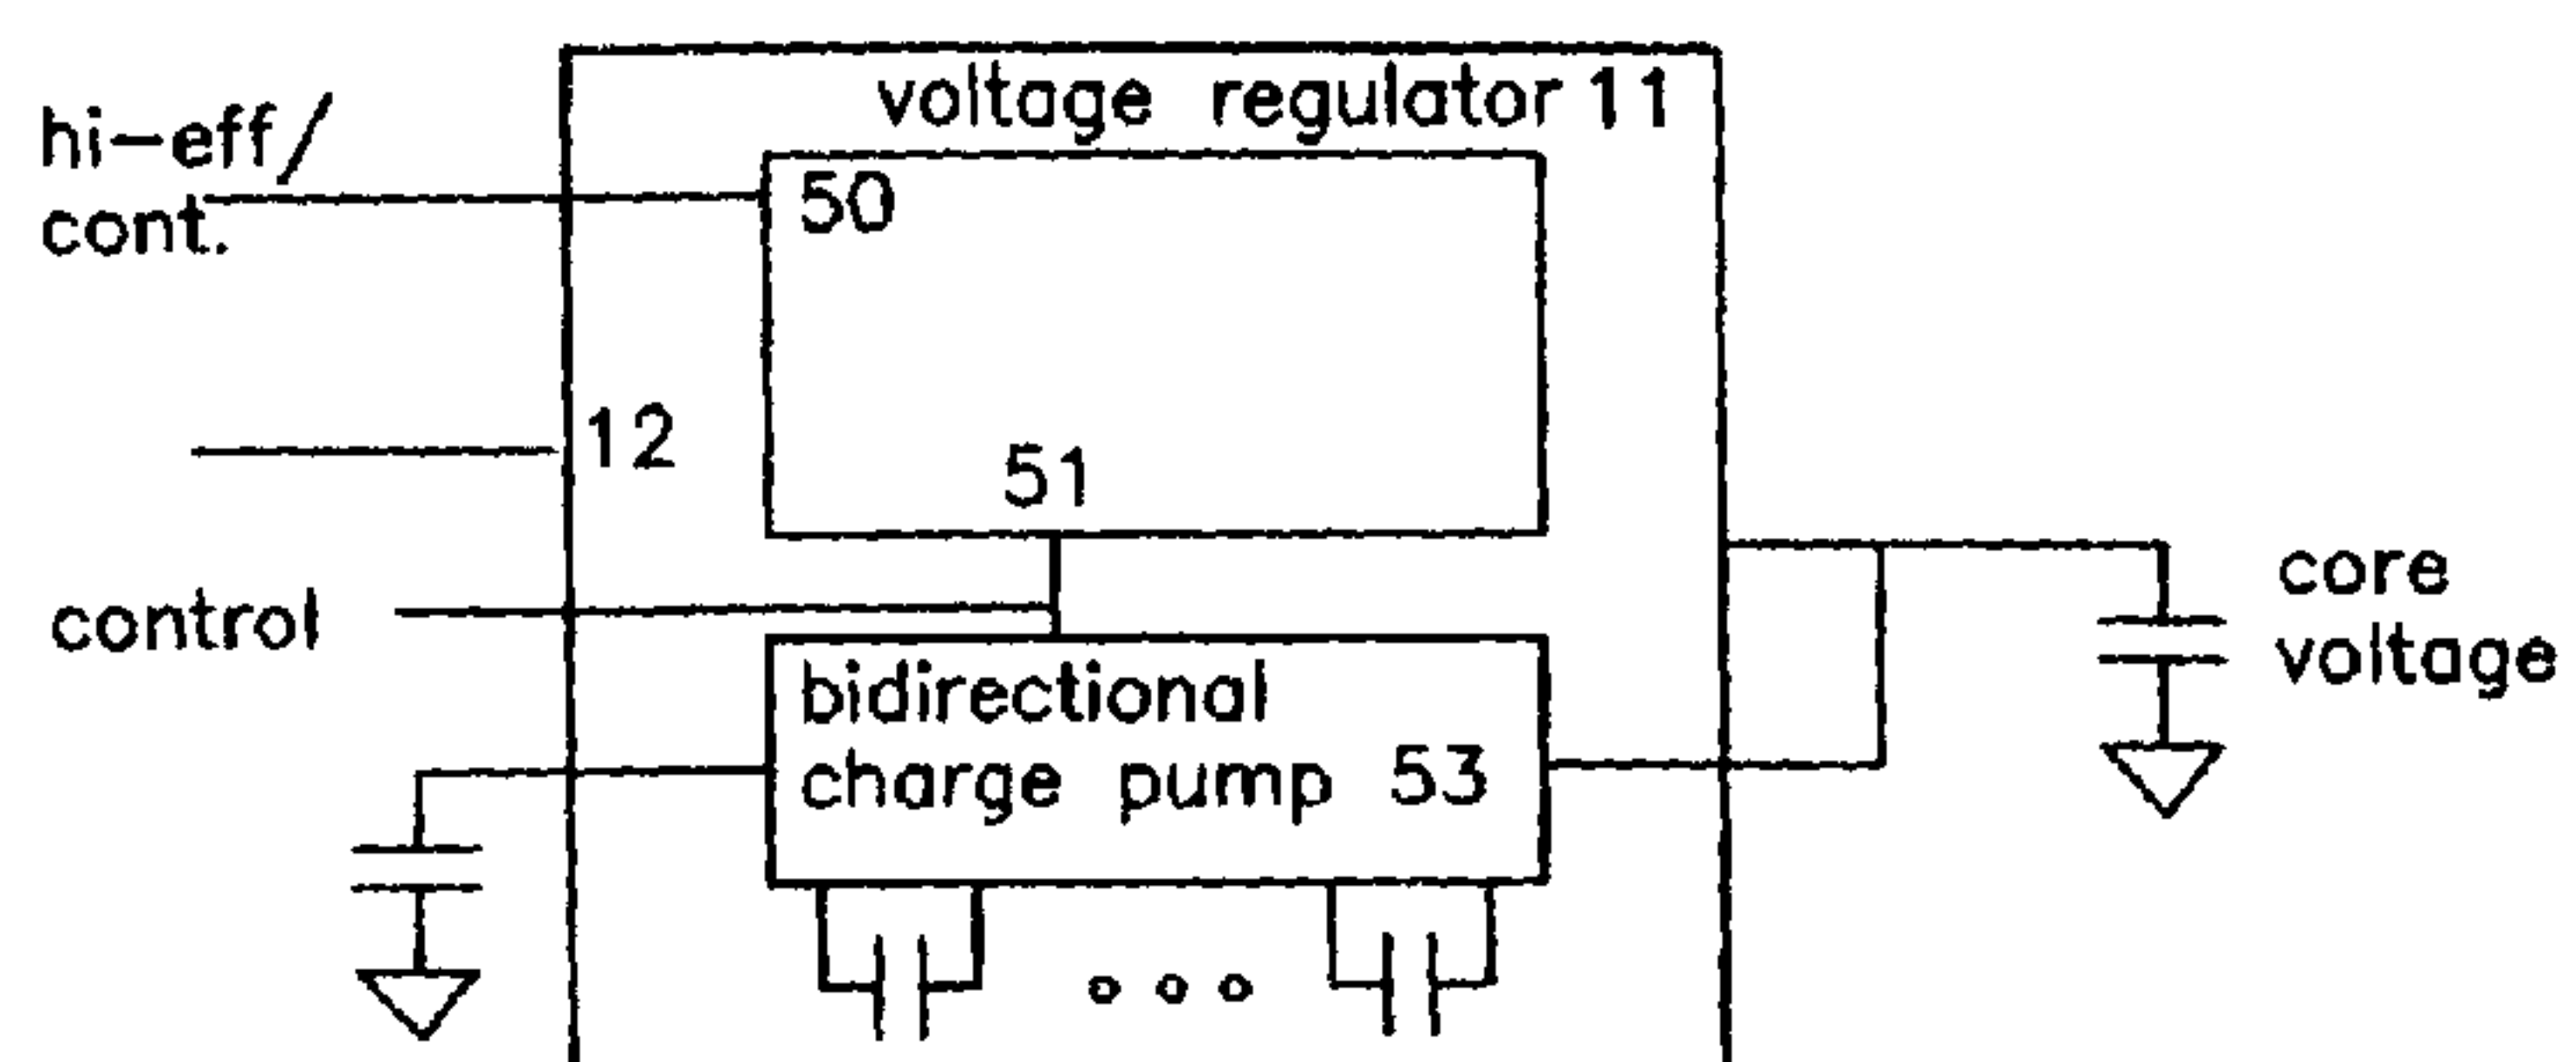 voltage regulator 11
hi-eff/
cont.
50
12
51
control
bidirectional
charge pump 53
core
voltage